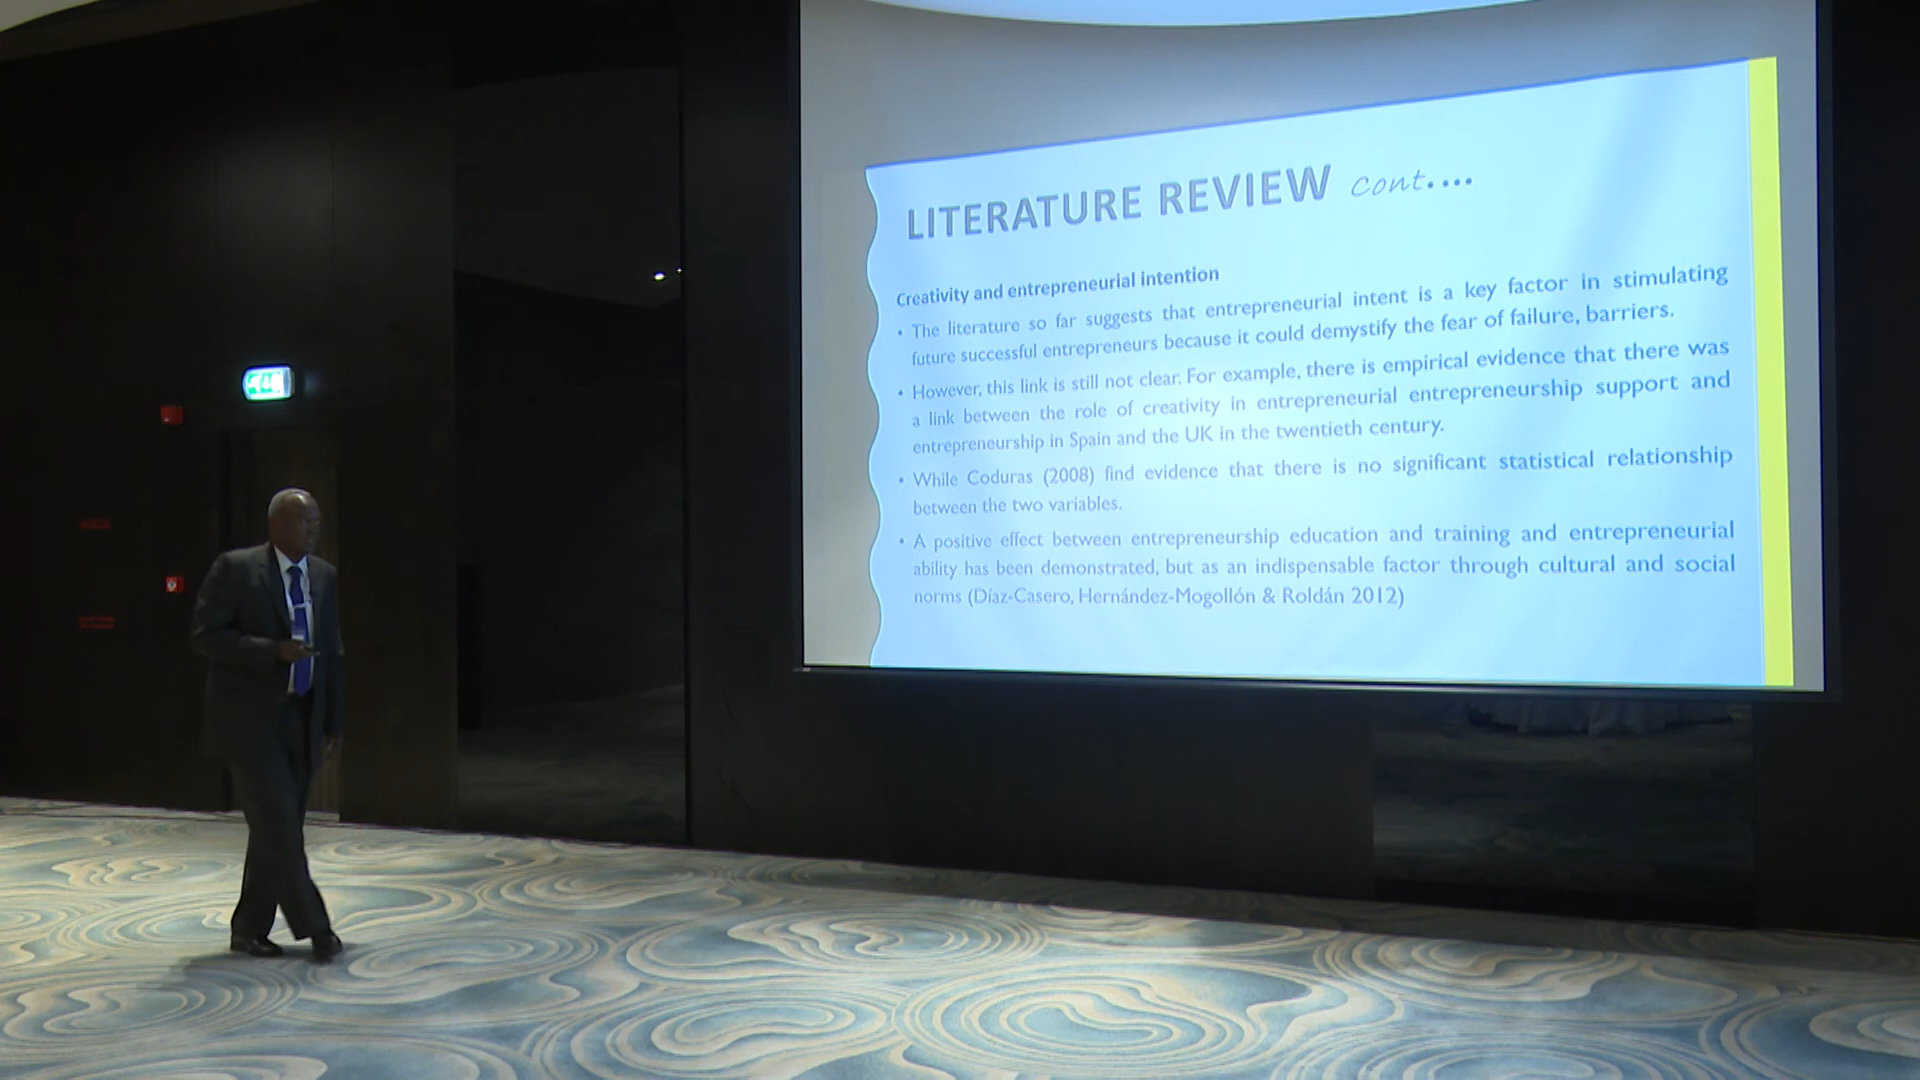 LITERATURE REVIEW cont....
Creativity and entrepreneurial intention
• The literature so far suggests that entrepreneurial intent is a key factor in stimulating
future successful entrepreneurs because it could demystify the fear of failure, barriers.
• However, this link is still not clear. For example, there is empirical evidence that there was
a link between the role of creativity in entrepreneurial entrepreneurship support and
entrepreneurship in Spain and the UK in the twentieth century.
• While Coduras (2008) find evidence that there is no significant statistical relationship
between the two variables.
• A positive effect between entrepreneurship education and training and entrepreneurial
ability has been demonstrated, but as an indispensable factor through cultural and social
norms (Díaz-Casero, Hernández-Mogollón & Roldán 2012)